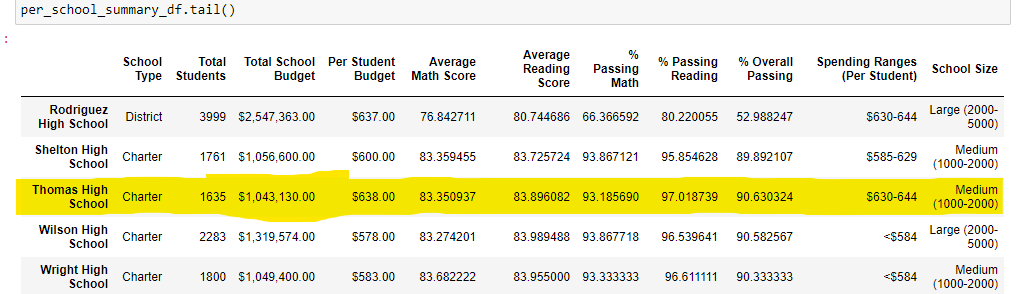 per_school_summary_df.tail()
:
School Type Total Students Total School Budget Per Student Budget Average Math Score Average Reading Score % Passing Math % Passing Reading % Overall Passing Spending Ranges (Per Student) School Size
Rodriguez High School District 3999 $2,547,363.00 $637.00 76.842711 80.744686 66.366592 80.220055 52.988247 $630-644 Large (2000-5000)
Shelton High School Charter 1761 $1,056,600.00 $600.00 83.359455 83.725724 93.867121 95.854628 89.892107 $585-629 Medium (1000-2000)
Thomas High School Charter 1635 $1,043,130.00 $638.00 83.350937 83.896082 93.185690 97.018739 90.630324 $630-644 Medium (1000-2000)
Wilson High School Charter 2283 $1,319,574.00 $578.00 83.274201 83.989488 93.867718 96.539641 90.582567 <$584 Large (2000-5000)
Wright High School Charter 1800 $1,049,400.00 $583.00 83.682222 83.955000 93.333333 96.611111 90.333333 <$584 Medium (1000-2000)